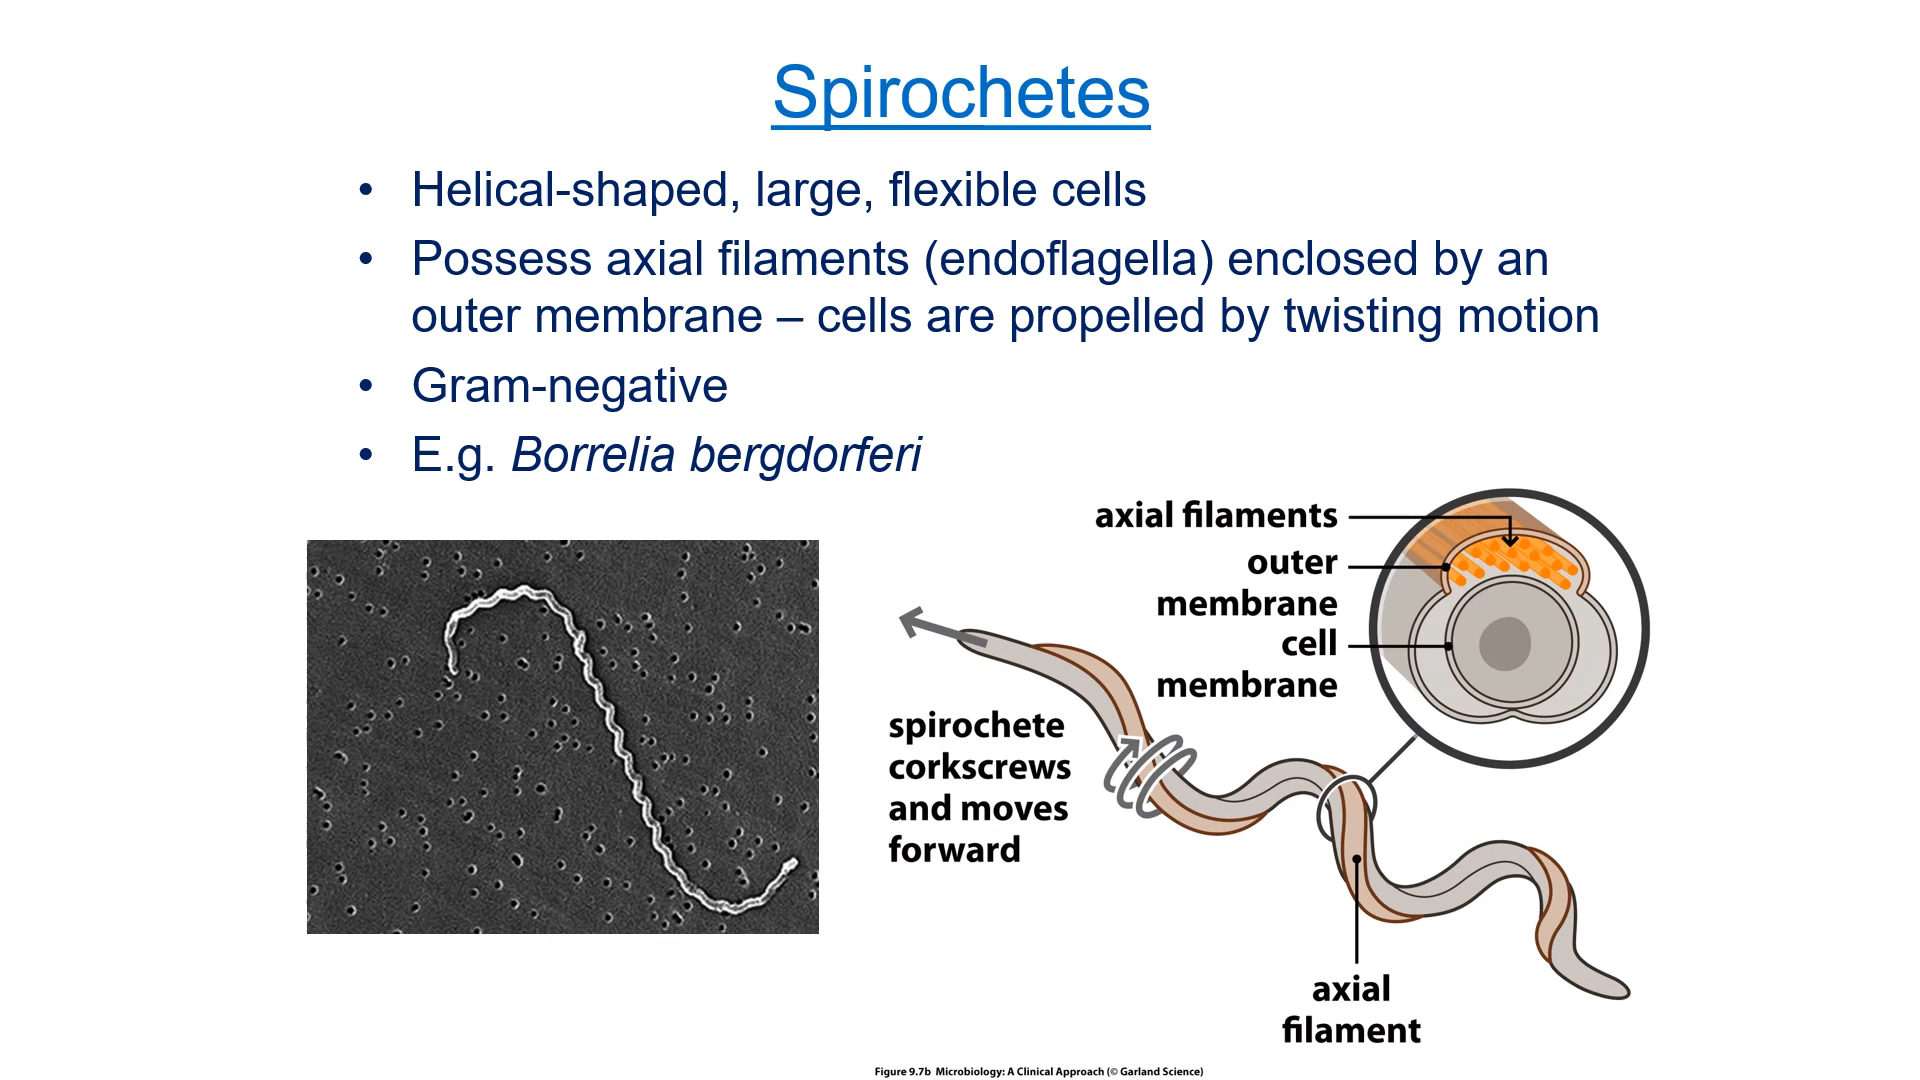 Spirochetes
• Helical-shaped, large, flexible cells
• Possess axial filaments (endoflagella) enclosed by an
outer membrane – cells are propelled by twisting motion
• Gram-negative
• E.g. Borrelia bergdorferi
axial filaments
outer
membrane
cell
membrane
spirochete
corkscrews
and moves
forward
axial
filament
Figure 9.7b Microbiology: A Clinical Approach (© Garland Science)